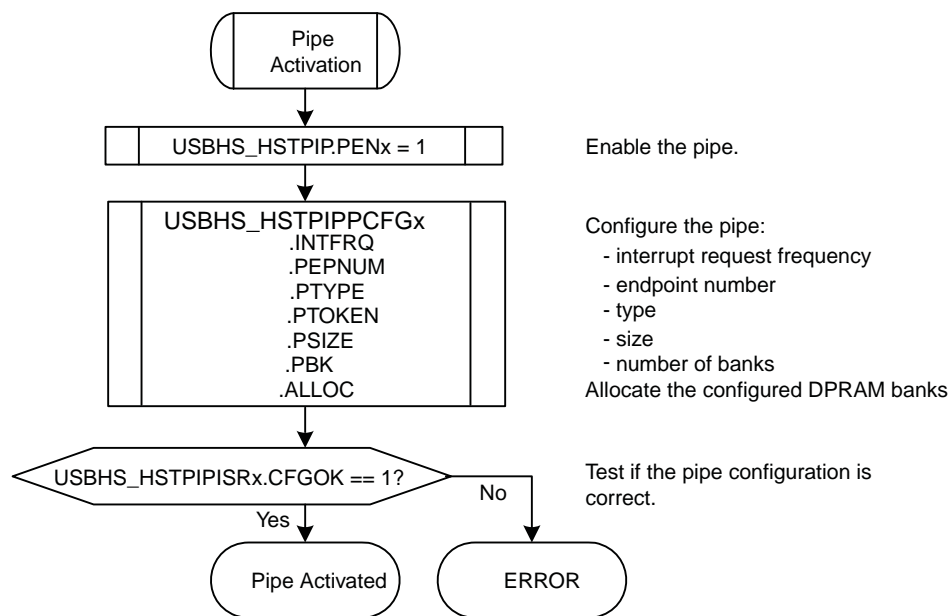 Pipe
Activation
USBHS_HSTPIP.PENx = 1
Enable the pipe.
USBHS_HSTPIPPCFGx
.INTFRQ
.PEPNUM
.PTYPE
.PTOKEN
.PSIZE
.PBK
.ALLOC
Configure the pipe:
- interrupt request frequency
- endpoint number
- type
- size
- number of banks
Allocate the configured DPRAM banks
USBHS_HSTPIPISRx.CFGOK == 1?
Test if the pipe configuration is
correct.
No
Yes
Pipe Activated
ERROR